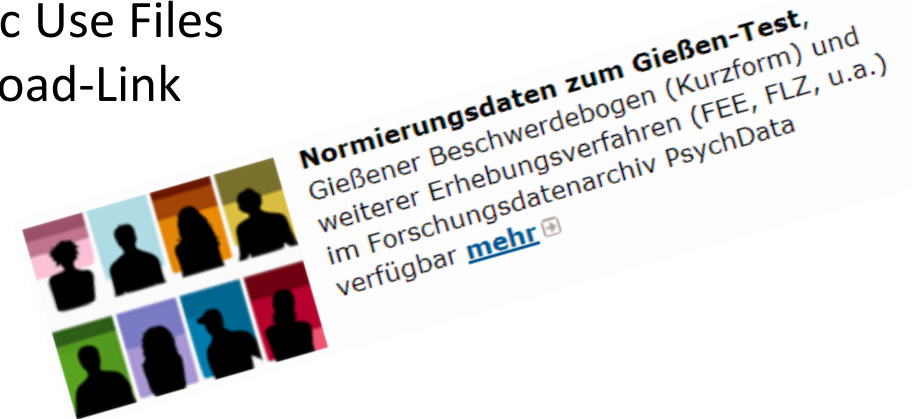 c Use Files
oad-Link
Normierungsdaten zum Gießen-Test,
Gießener Beschwerdebogen (Kurzform) und
weiterer Erhebungsverfahren (FEE, FLZ, u.a.)
im Forschungsdatenarchiv PsychData
verfügbar mehr